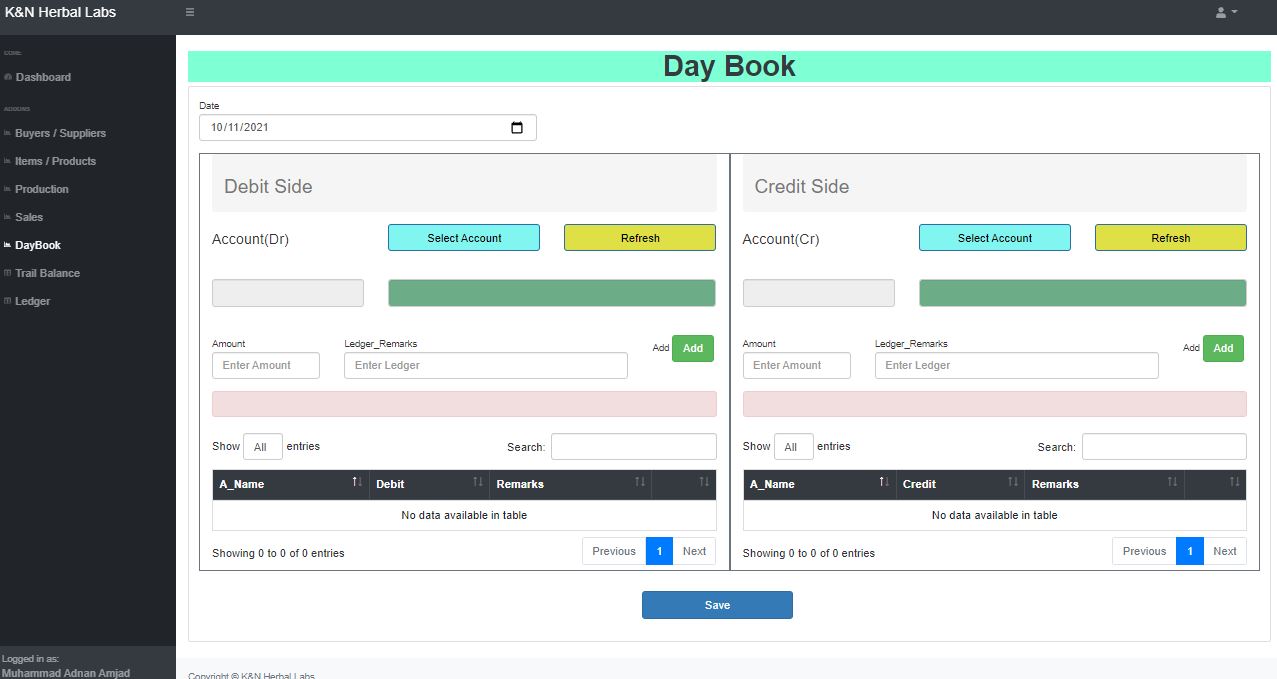 K&N Herbal Labs
CORE
Dashboard
ADDONS
Buyers / Suppliers
Items / Products
Production
Sales
DayBook
Trail Balance
Ledger
Logged in as:
Muhammad Adnan Amjad
Day Book
Date
10/11/2021
Debit Side
Account(Dr)
Select Account
Refresh
Amount
Ledger_Remarks
Add
Add
Enter Amount
Enter Ledger
Show All entries
Search:
A_Name Debit Remarks
No data available in table
Showing 0 to 0 of 0 entries
Previous 1 Next
Credit Side
Account(Cr)
Select Account
Refresh
Amount
Ledger_Remarks
Add
Add
Enter Amount
Enter Ledger
Show All entries
Search:
A_Name Credit Remarks
No data available in table
Showing 0 to 0 of 0 entries
Previous 1 Next
Save
Copyright © K&N Herbal Labs